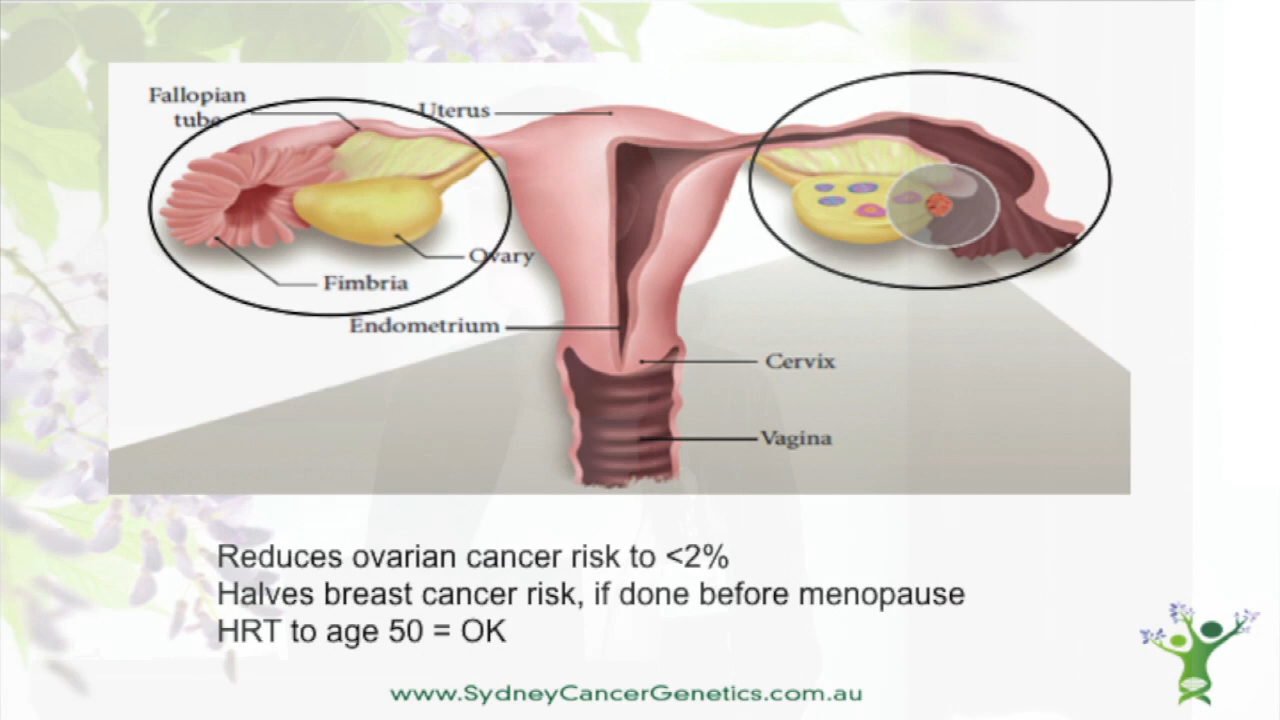 Fallopian
tube
Uterus
Ovary
Fimbria
Endometrium
Cervix
Vagina
Reduces ovarian cancer risk to <2%
Halves breast cancer risk, if done before menopause
HRT to age 50 = OK
www.SydneyCancerGenetics.com.au